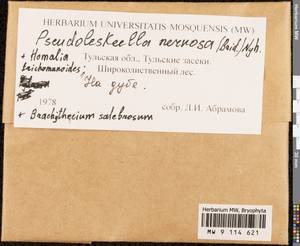 HERBARIUM UNIVERSITATIS MOSQUENSIS (MW)
Pseudoleskeella nervosa (Brid.) Nyh.
+ Homalia Тульская обл., Тульские засеки.
trichomanoides; Широколиственный лес.
На дубе.
1978
собр. Л.И. Абрамова
+ Brachythecium salebrosum
Herbarium MW, Bryophyta
MW 9 114 621